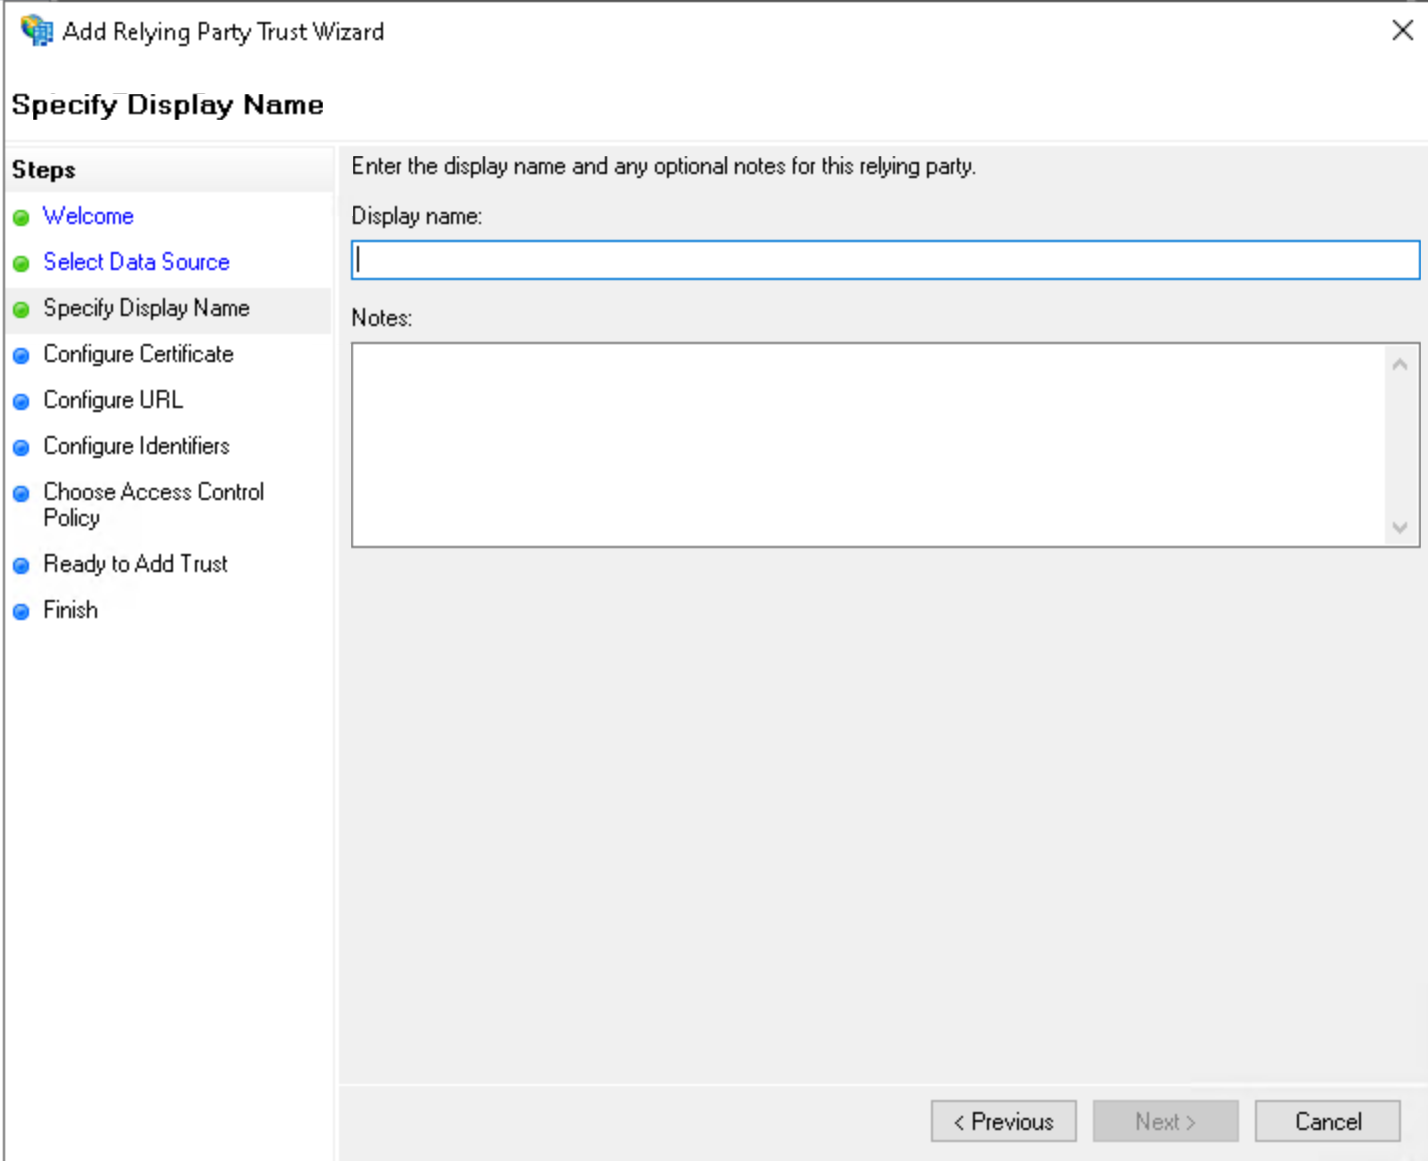 Add Relying Party Trust Wizard
Specify Display Name
Steps
Welcome
Select Data Source
Specify Display Name
Configure Certificate
Configure URL
Configure Identifiers
Choose Access Control
Policy
Ready to Add Trust
Finish
Enter the display name and any optional notes for this relying party.
Display name:
Notes:
< Previous
Next >
Cancel